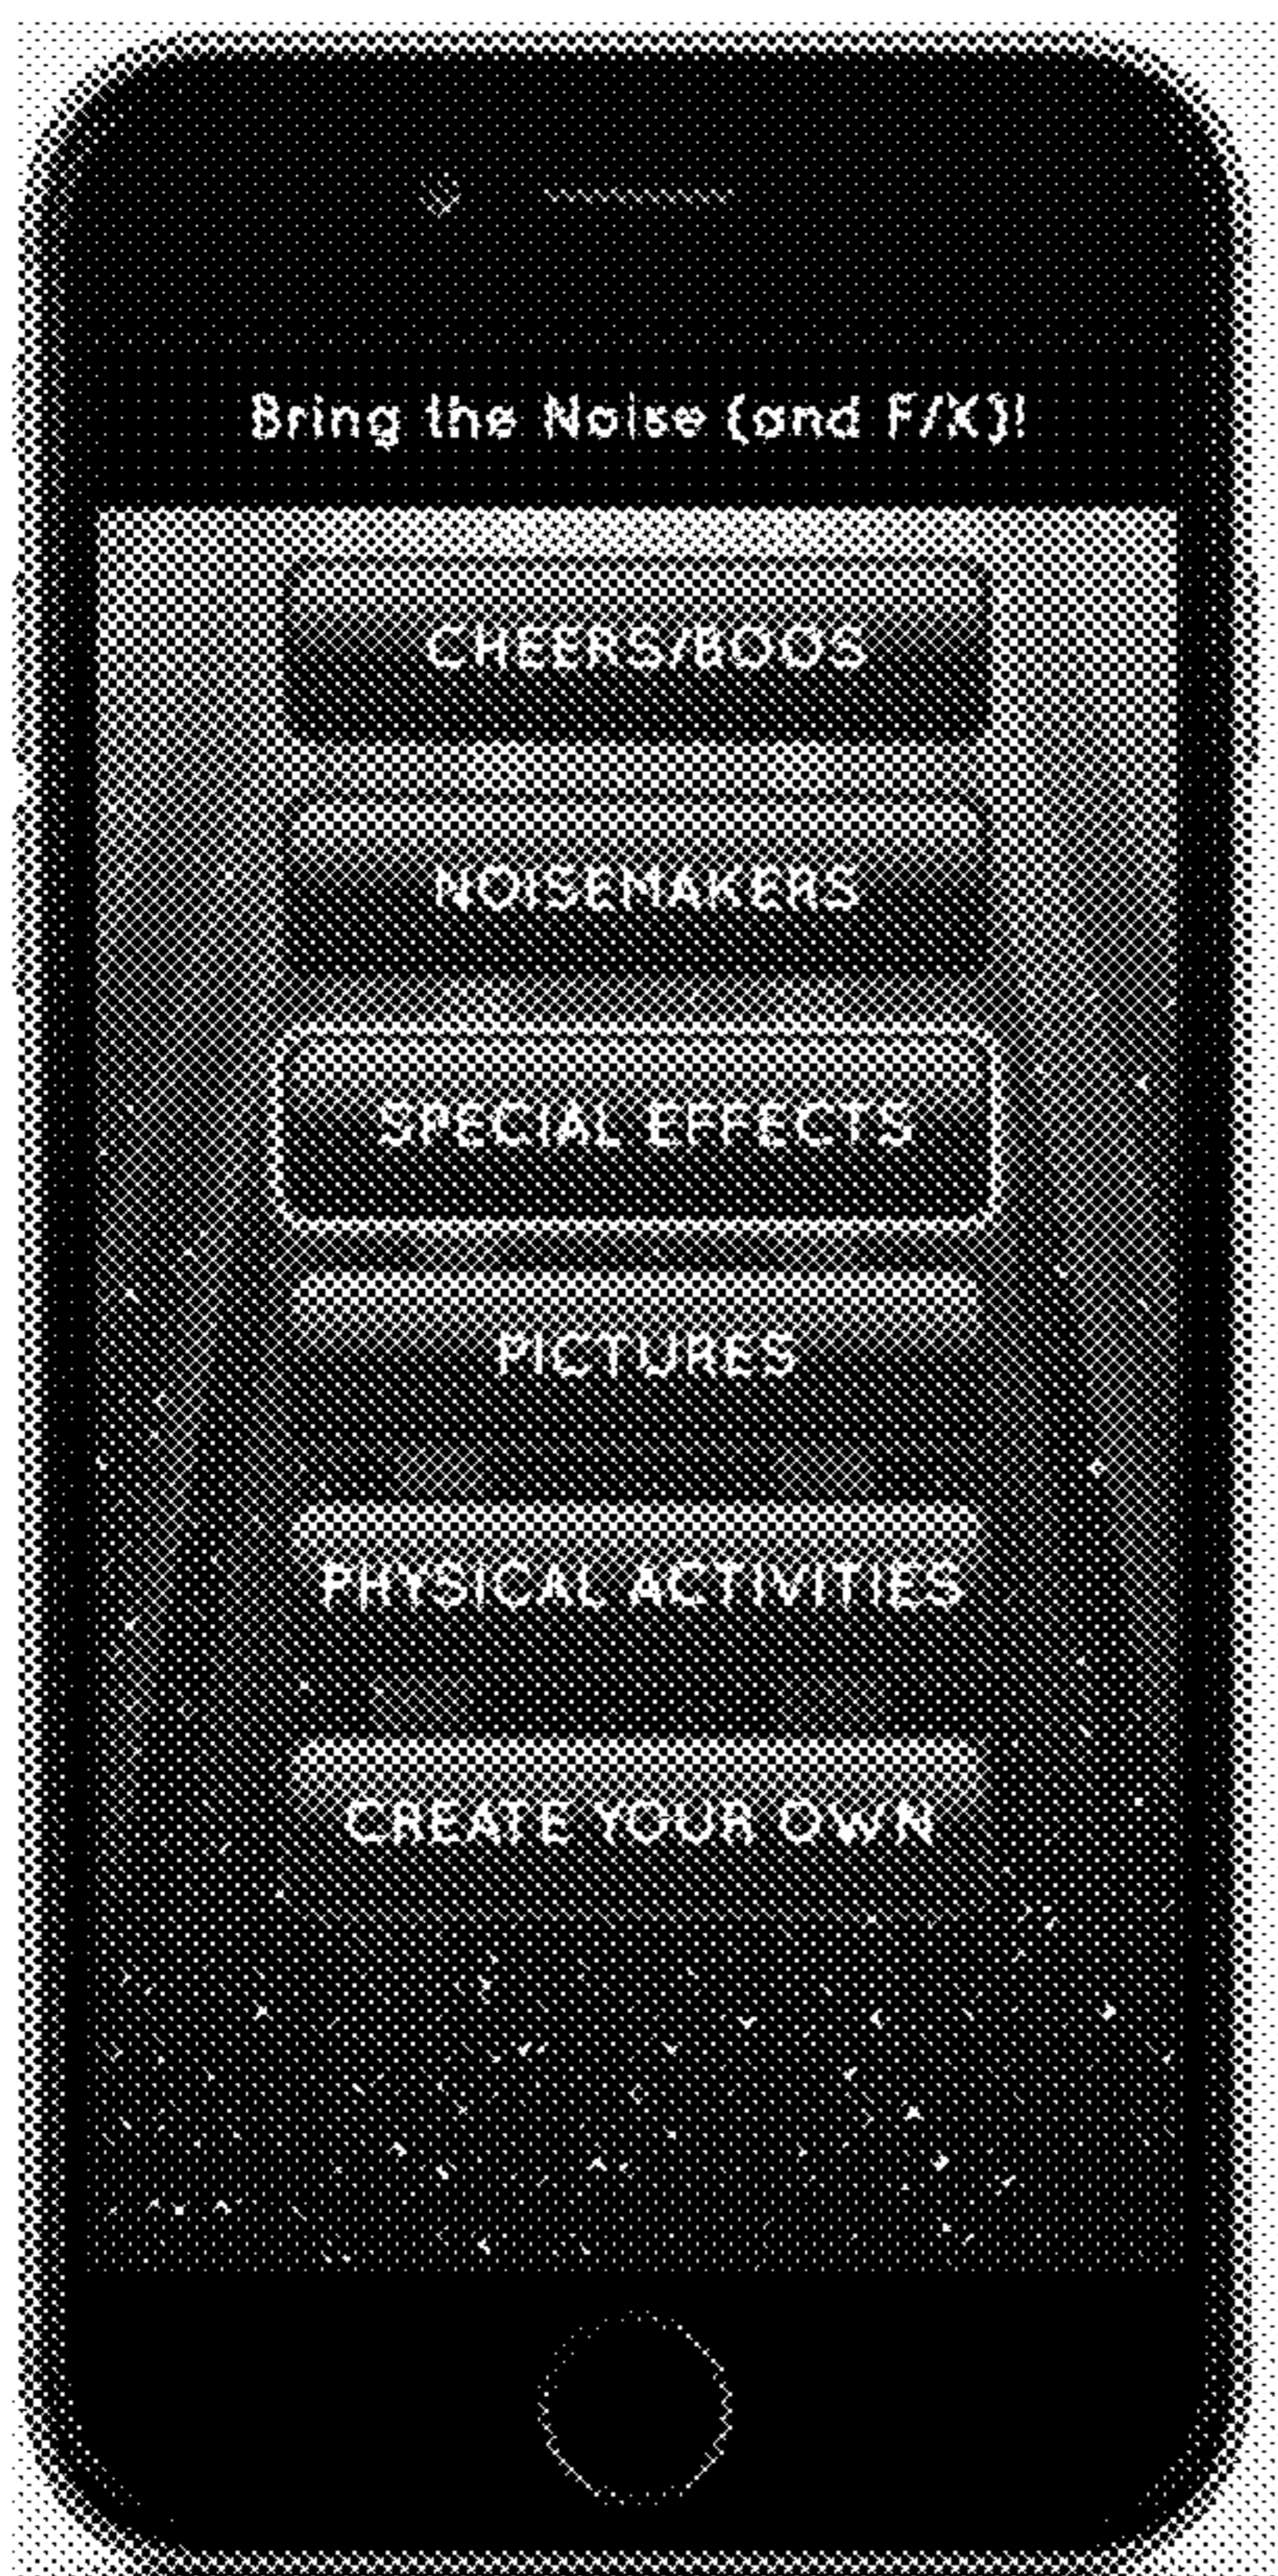 Bring the Noise (and F/X)!
CHEERS/BOOS
NOISEMAKERS
SPECIAL EFFECTS
PICTURES
PHYSICAL ACTIVITIES
CREATE YOUR OWN